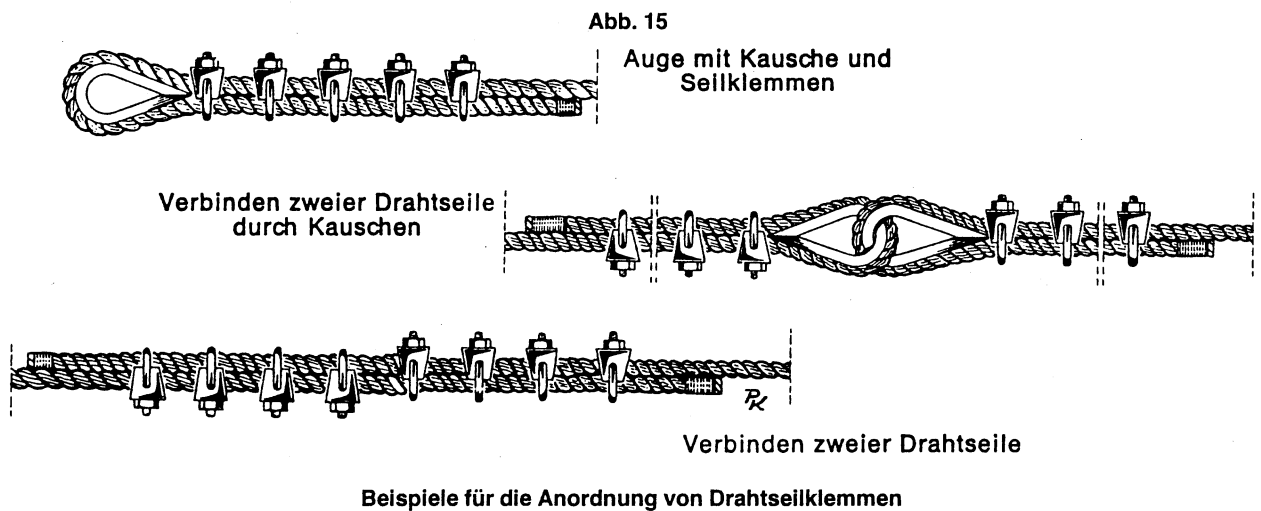 Abb. 15
Auge mit Kausche und
Seilklemmen
Verbinden zweier Drahtseile
durch Kauschen
PK
Verbinden zweier Drahtseile
Beispiele für die Anordnung von Drahtseilklemmen